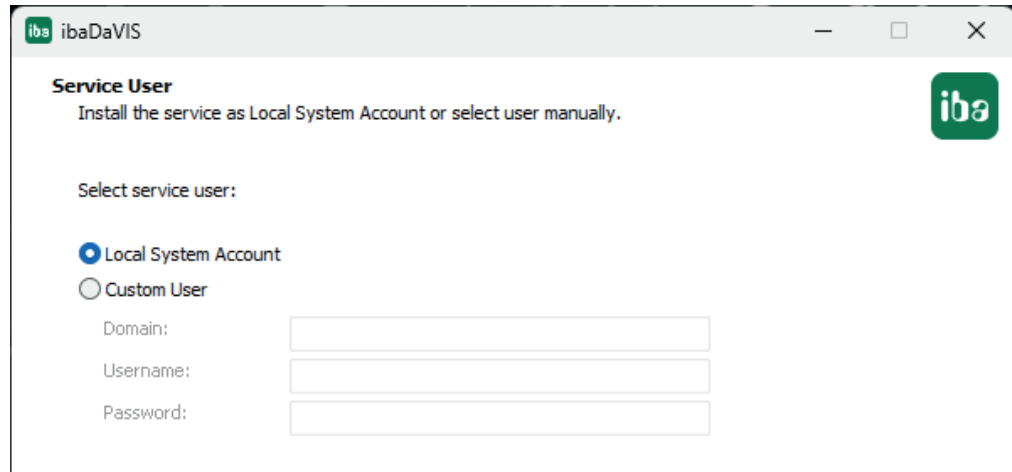 iba ibaDaVIS
Service User
Install the service as Local System Account or select user manually.
iba
Select service user:
Local System Account
Custom User
Domain:
Username:
Password: